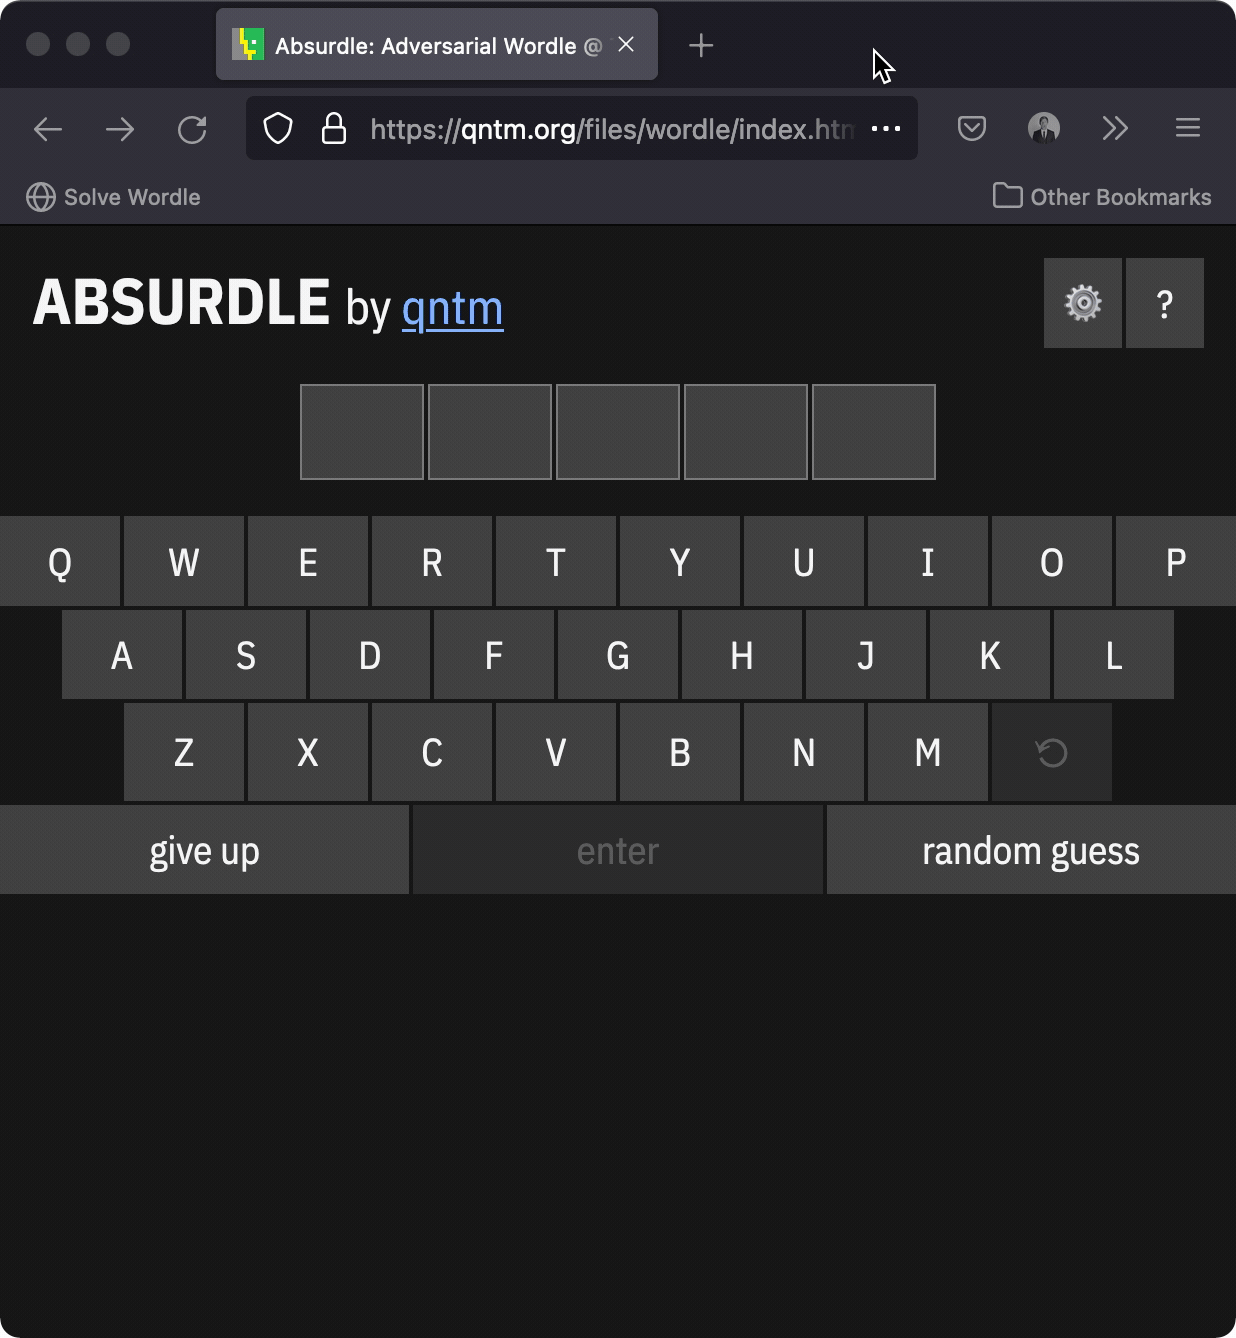 Absurdle: Adversarial Wordle @
https://qntm.org/files/wordle/index.htm
Solve Wordle
Other Bookmarks
ABSURDLE by qntm
?
Q W E R T Y U I O P
A S D F G H J K L
Z X C V B N M
give up enter random guess